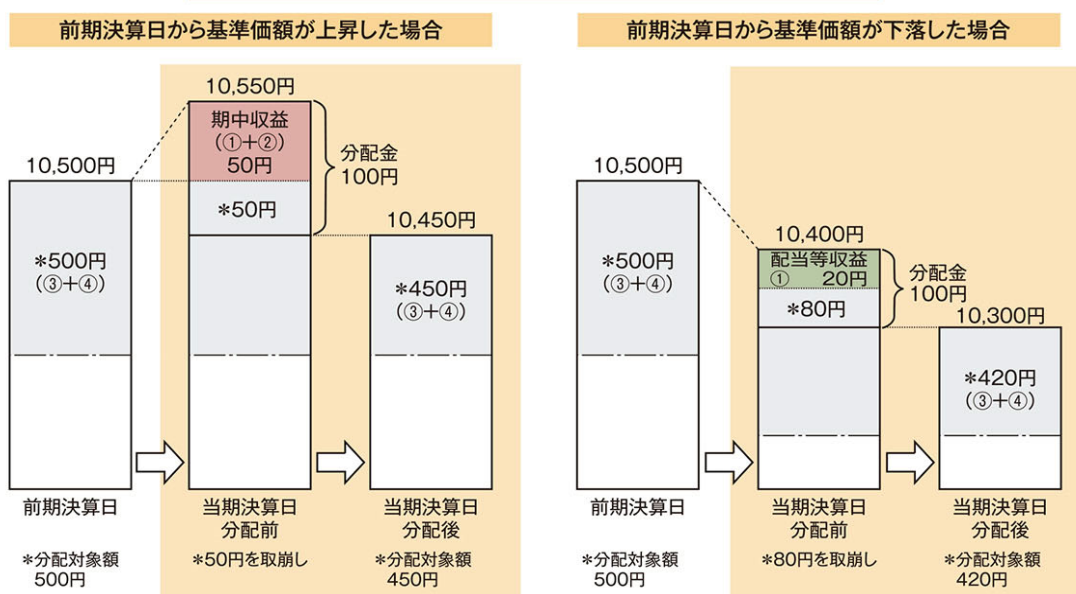 前期決算日から基準価額が上昇した場合
10,550円
期中収益
(①+②)
50円
分配金
100円
10,500円
*50円
10,450円
*500円
(③+④)
*450円
(③+④)
前期決算日
当期決算日
分配前
当期決算日
分配後
*分配対象額
500円
*50円を取崩し
*分配対象額
450円
前期決算日から基準価額が下落した場合
10,500円
10,400円
配当等収益
① 20円
分配金
100円
*500円
(③+④)
*80円
10,300円
*420円
(③+④)
前期決算日
当期決算日
分配前
当期決算日
分配後
*分配対象額
500円
*80円を取崩し
*分配対象額
420円